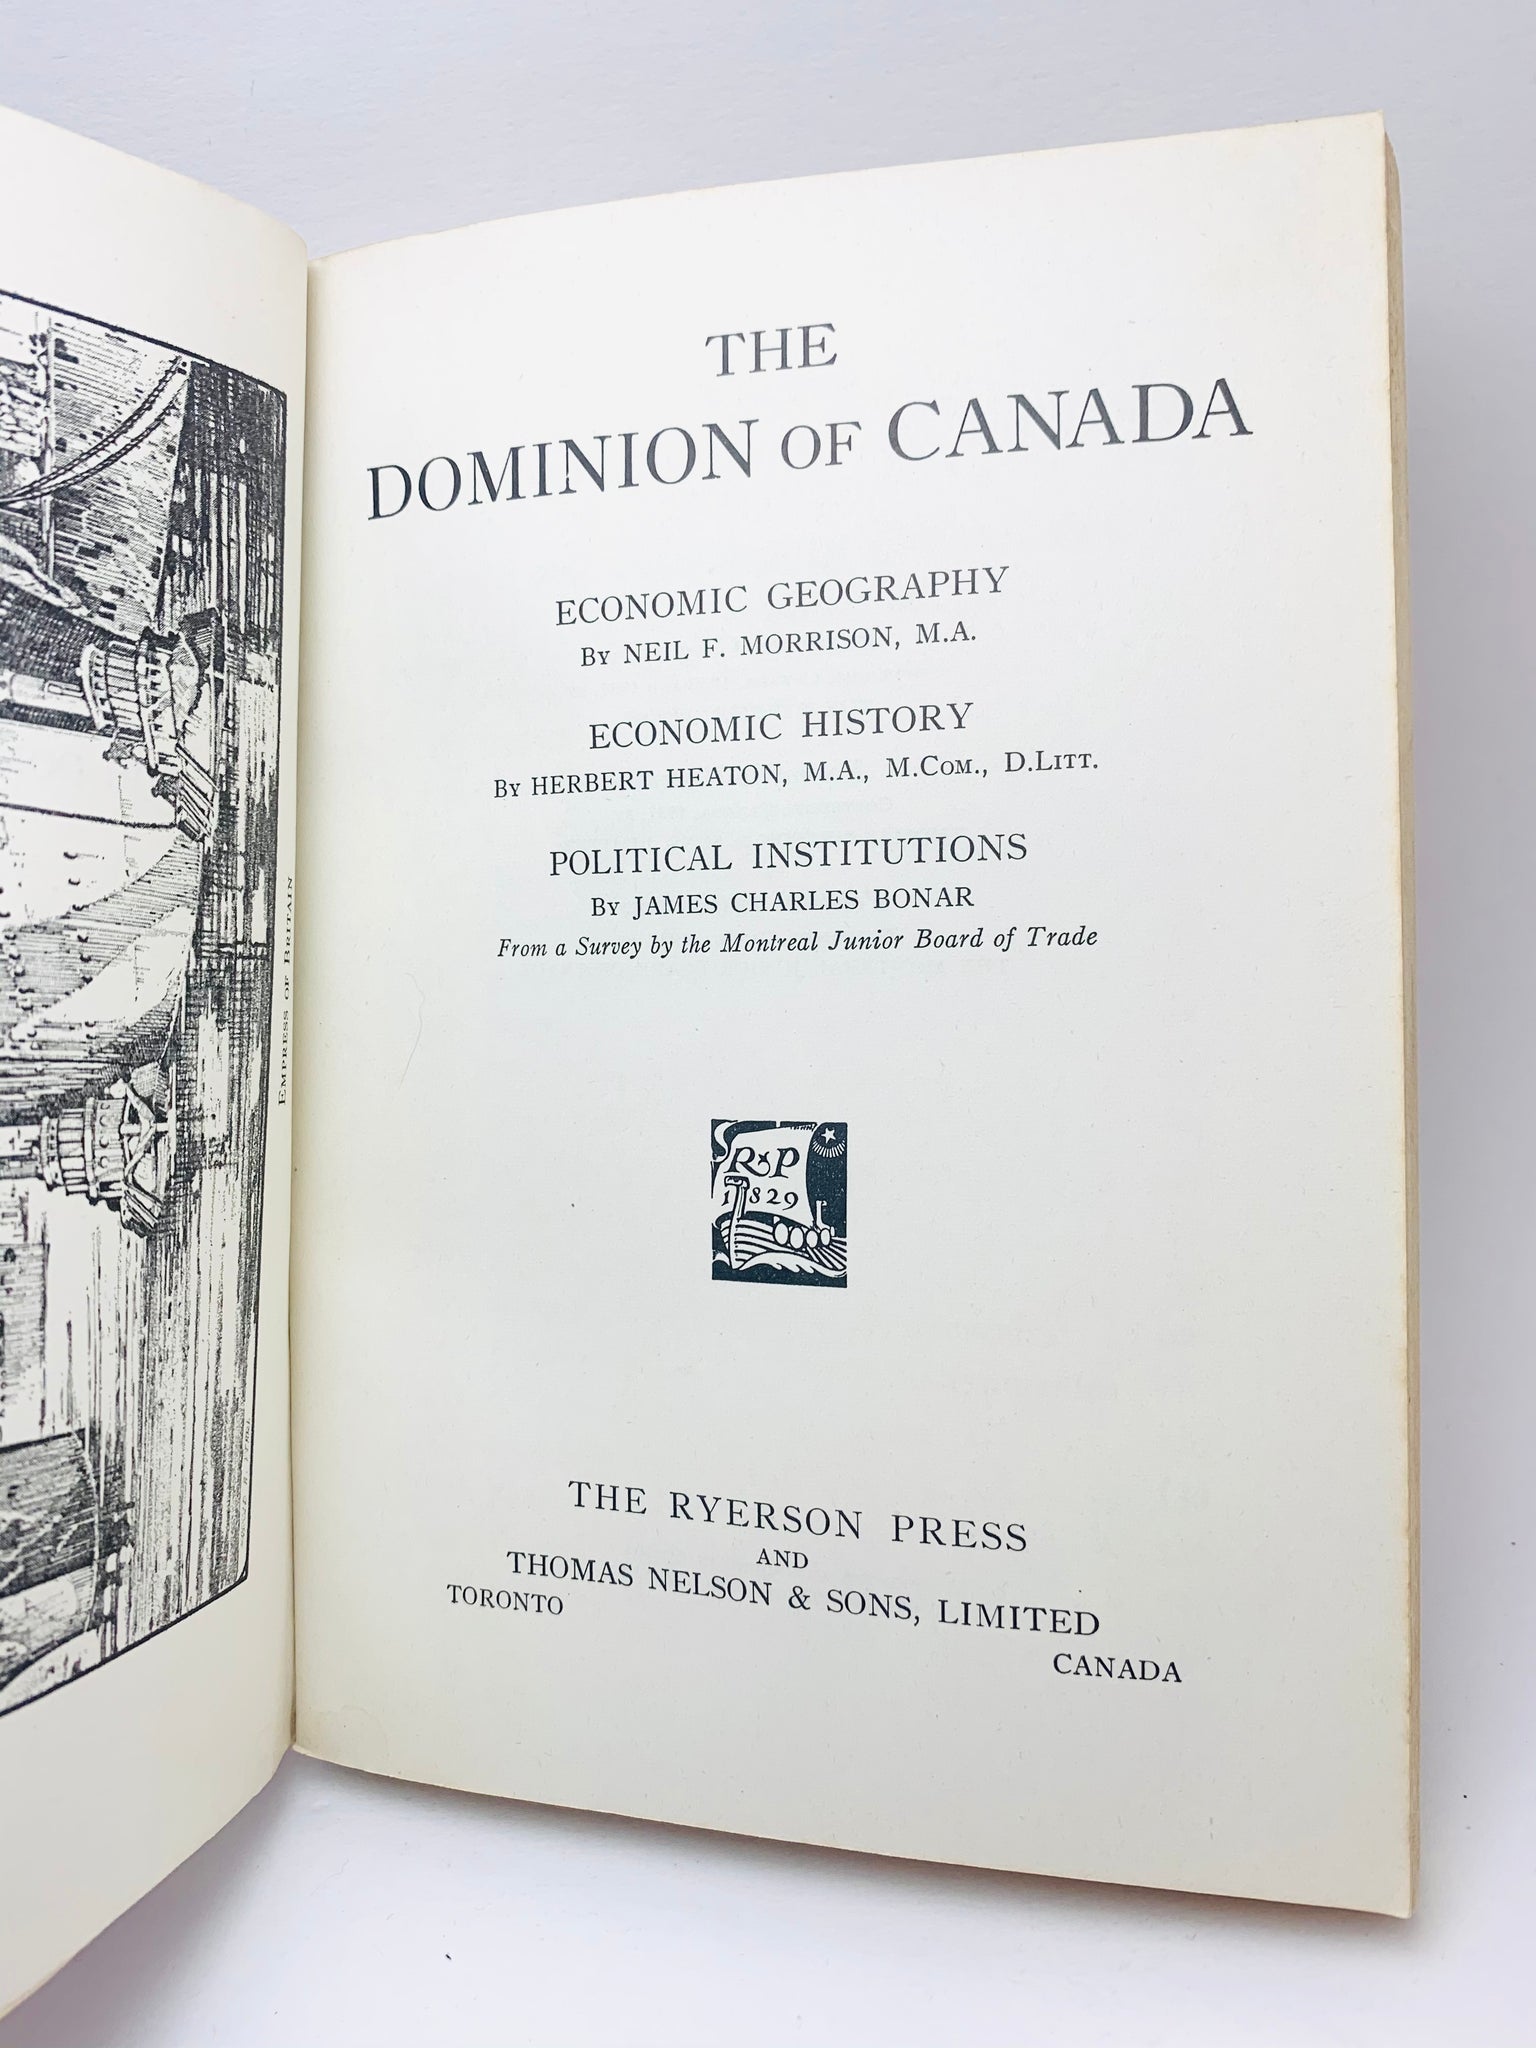 EMPRESS OF BRITAIN
THE
DOMINION OF CANADA
ECONOMIC GEOGRAPHY
BY NEIL F. MORRISON, M.A.
ECONOMIC HISTORY
BY HERBERT HEATON, M.A., M.COM., D.LITT.
POLITICAL INSTITUTIONS
BY JAMES CHARLES BONAR
From a Survey by the Montreal Junior Board of Trade
R P
1829
THE RYERSON PRESS
AND
THOMAS NELSON & SONS, LIMITED
TORONTO
CANADA